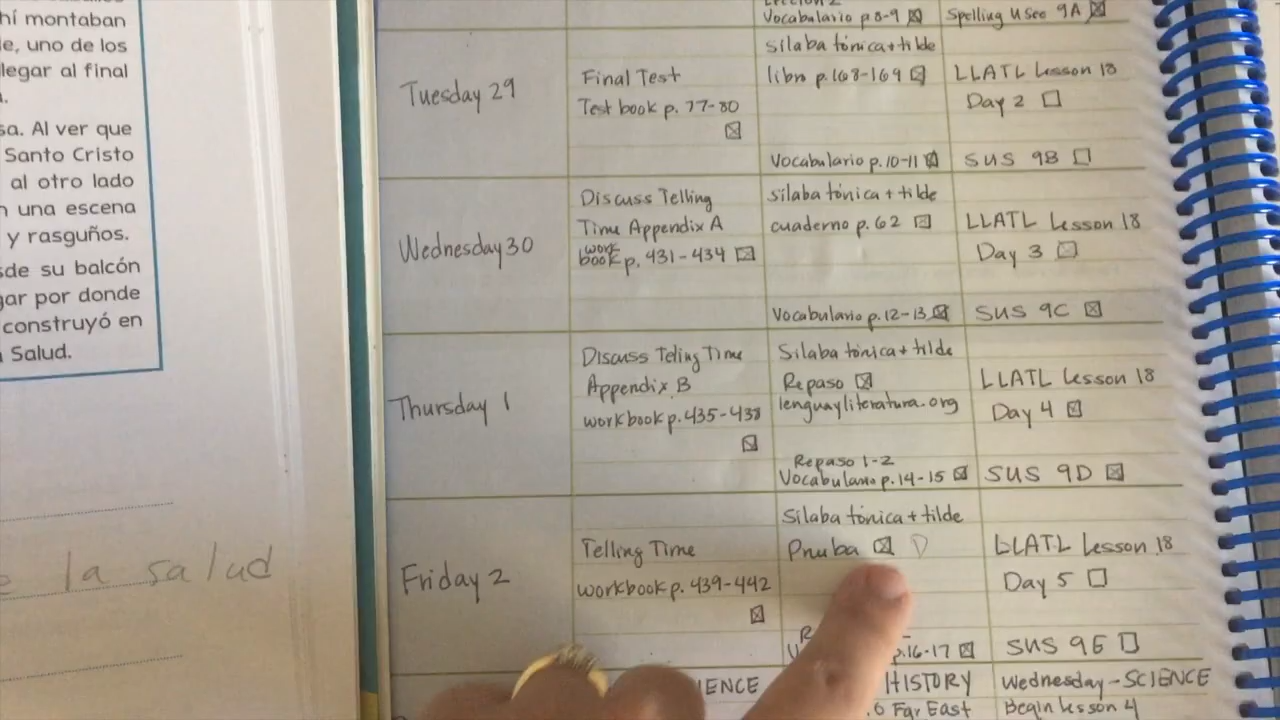 hí montaban
e, uno de los
legar al final
sa. Al ver que
Santo Cristo
al otro lado
n una escena
y rasguños.
sde su balcón
gar por donde
construyó en
Salud.
la salud
Vocabulario p 8-9
Spelling U See 9A
Tuesday 29
Final Test
Test book p. 77-80
sílaba tónica + tilde
libro p. 168-169
Vocabulario p. 10-11
LLATL Lesson 18
Day 2
SUS 9B
Wednesday 30
Discuss Telling
Time Appendix A
work
book p. 431-434
sílaba tónica + tilde
cuaderno p. 62
Vocabulario p. 12-13
LLATL Lesson 18
Day 3
SUS 9C
Thursday 1
Discuss Teling Time
Appendix B
workbook p. 435-438
Sílaba tónica + tilde
Repaso
lenguayliteratura.org
Repaso 1-2
Vocabulario p. 14-15
LLATL Lesson 18
Day 4
SUS 9D
Friday 2
Telling Time
workbook p. 439-442
Sílaba tónica + tilde
Prueba
p. 16-17
LLATL Lesson 18
Day 5
SUS 9E
IENCE
HISTORY
Far East
Wednesday - SCIENCE
Begin Lesson 4